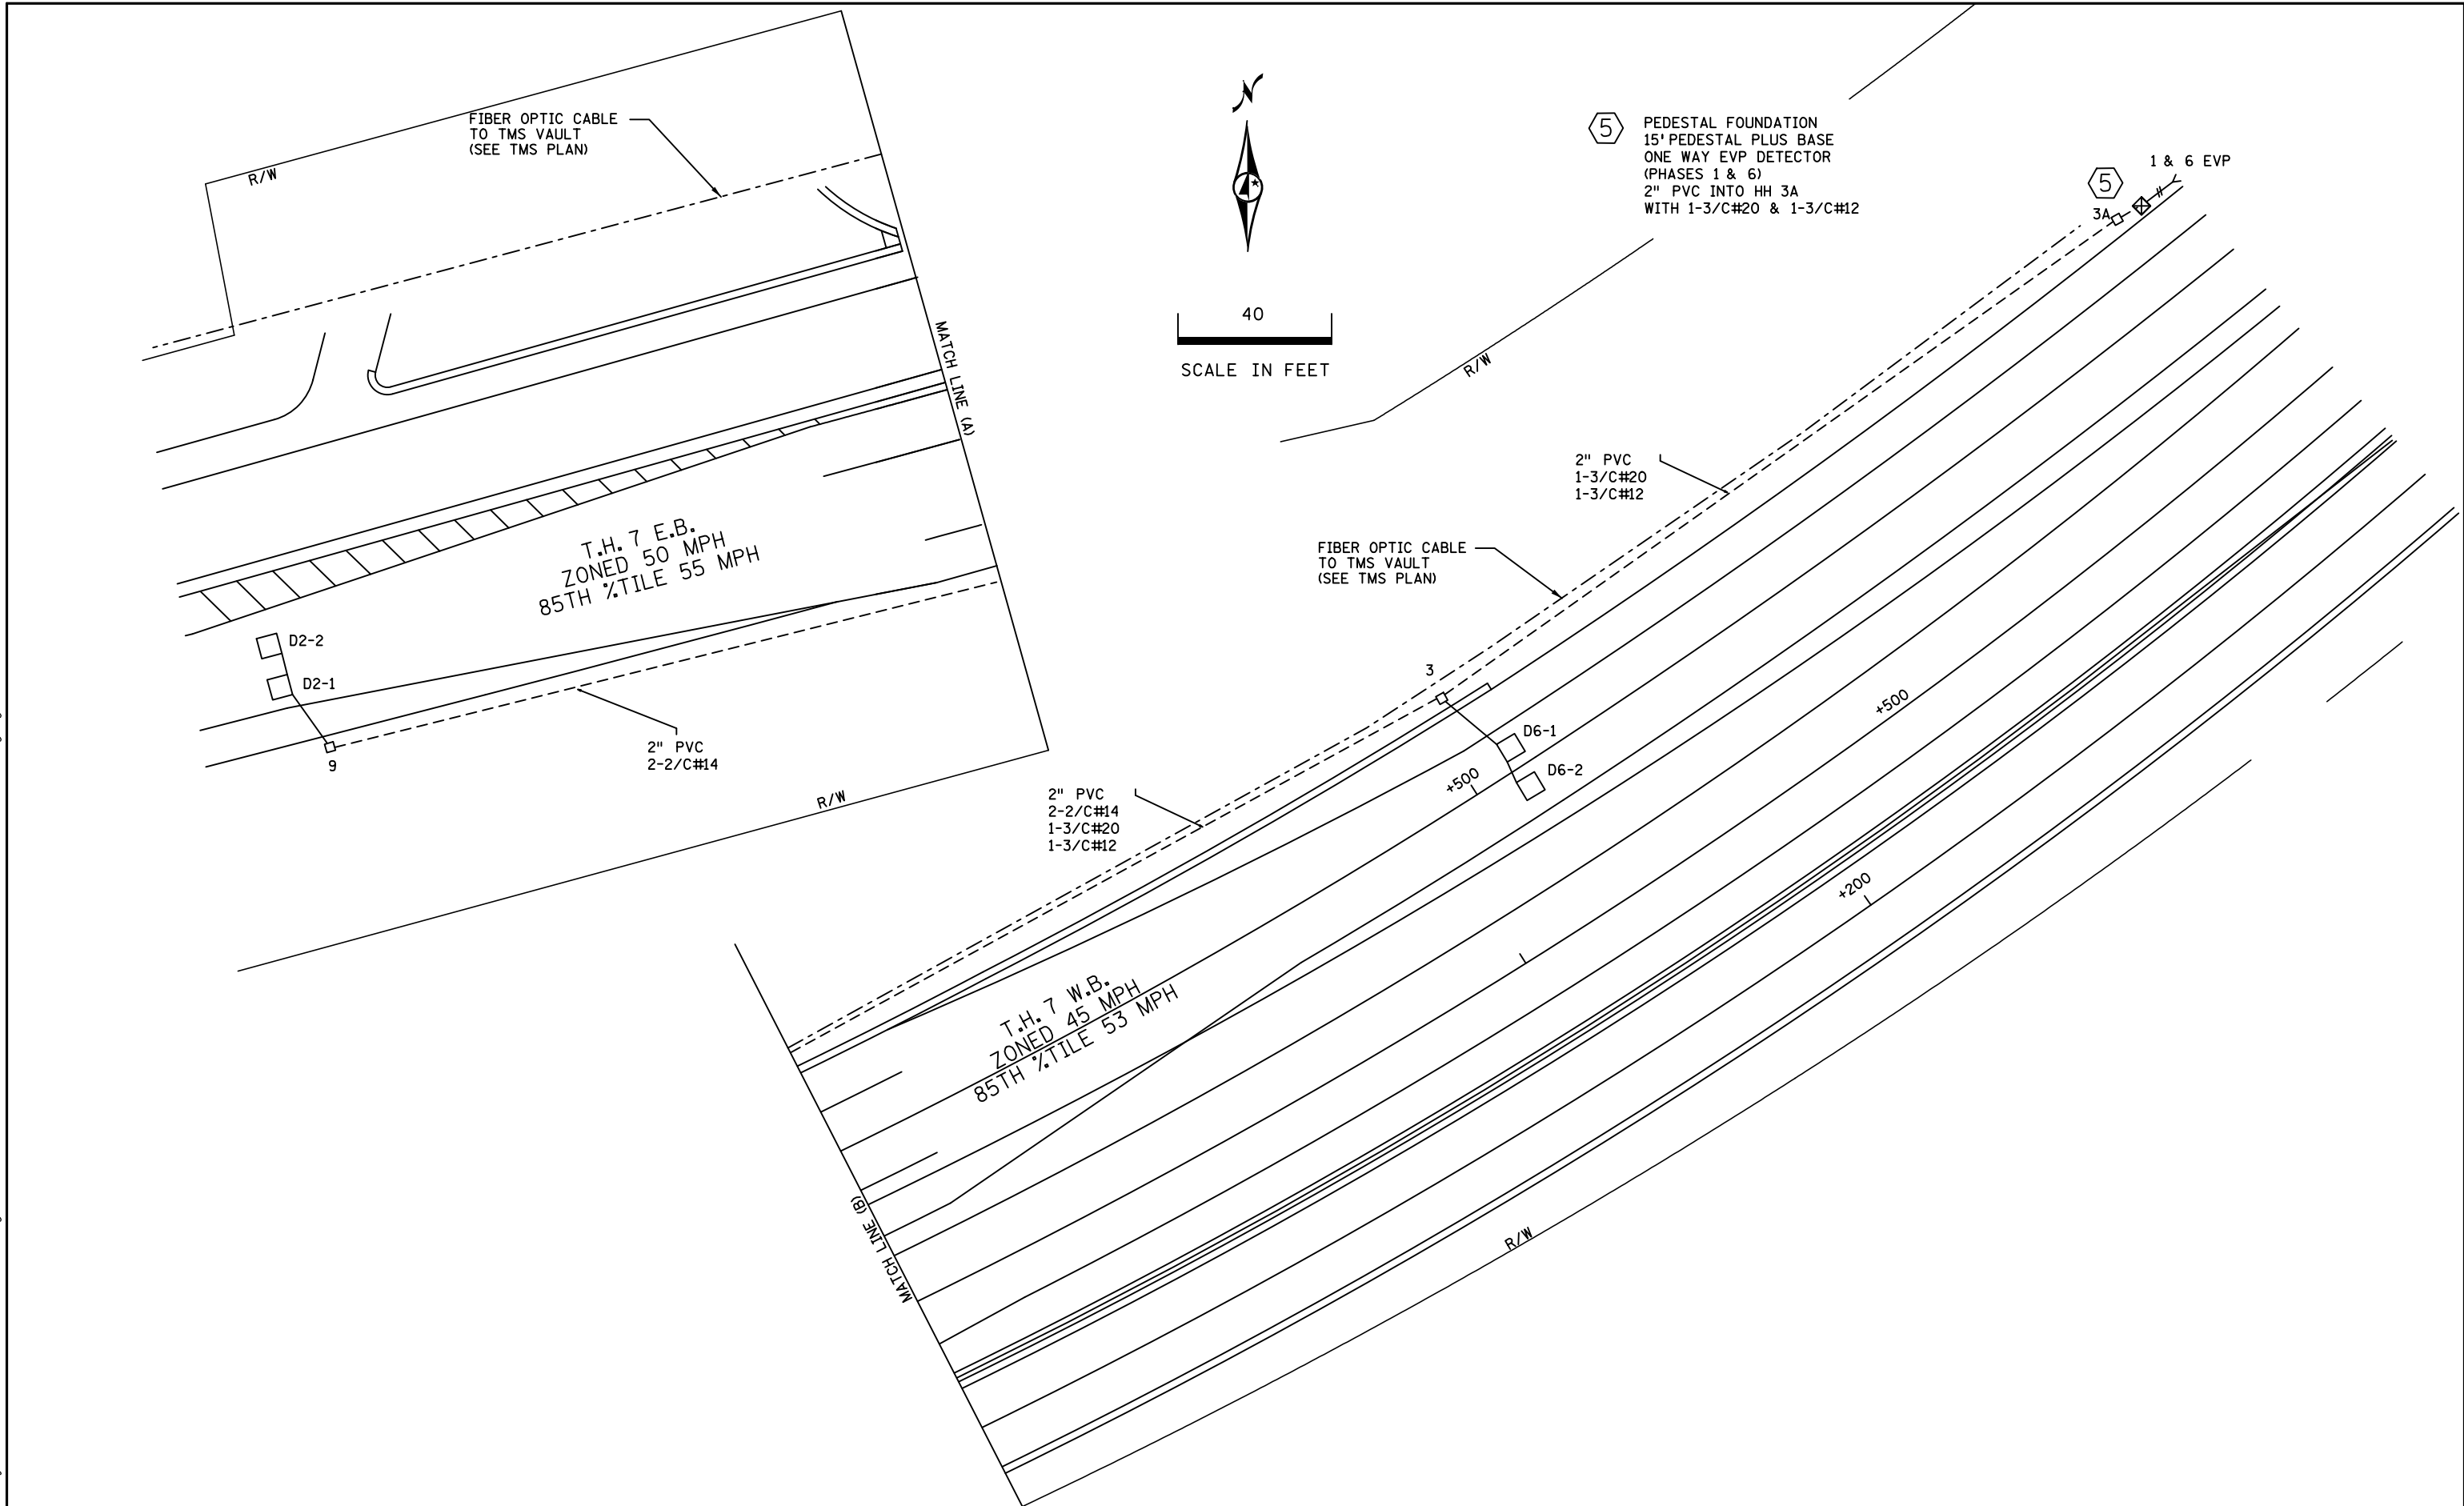 FIBER OPTIC CABLE
TO TMS VAULT
(SEE TMS PLAN)
R/W
N
40
SCALE IN FEET
5
PEDESTAL FOUNDATION
15' PEDESTAL PLUS BASE
ONE WAY EVP DETECTOR
(PHASES 1 & 6)
2" PVC INTO HH 3A
WITH 1-3/C#20 & 1-3/C#12
5
1 & 6 EVP
3A
MATCH LINE (A)
R/W
2" PVC
1-3/C#20
1-3/C#12
FIBER OPTIC CABLE
TO TMS VAULT
(SEE TMS PLAN)
T.H. 7 E.B.
ZONED 50 MPH
85TH %TILE 55 MPH
D2-2
D2-1
9
2" PVC
2-2/C#14
R/W
3
D6-1
D6-2
+500
+500
2" PVC
2-2/C#14
1-3/C#20
1-3/C#12
+200
T.H. 7 W.B.
ZONED 45 MPH
85TH %TILE 53 MPH
MATCH LINE (B)
R/W